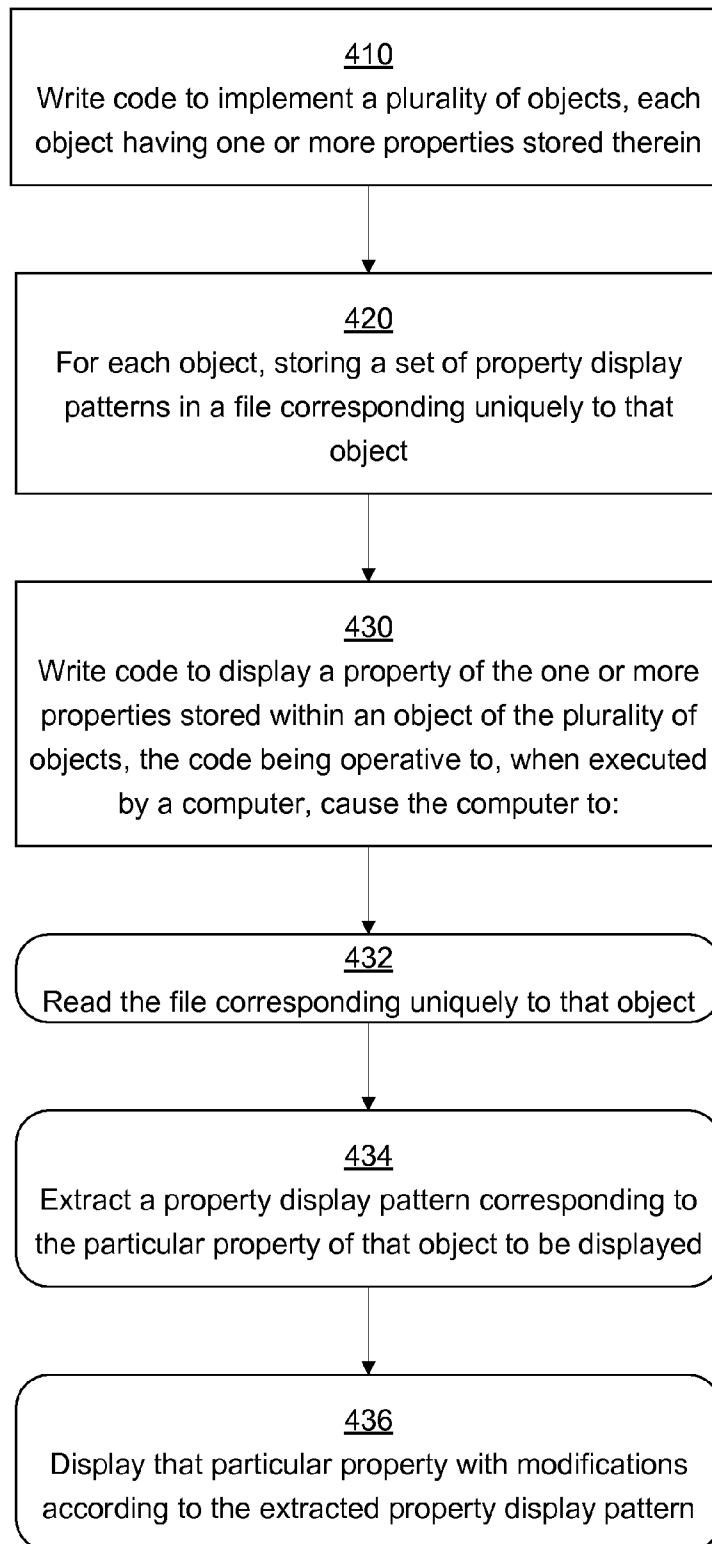 410
Write code to implement a plurality of objects, each
object having one or more properties stored therein
420
For each object, storing a set of property display
patterns in a file corresponding uniquely to that
object
430
Write code to display a property of the one or more
properties stored within an object of the plurality of
objects, the code being operative to, when executed
by a computer, cause the computer to:
432
Read the file corresponding uniquely to that object
434
Extract a property display pattern corresponding to
the particular property of that object to be displayed
436
Display that particular property with modifications
according to the extracted property display pattern